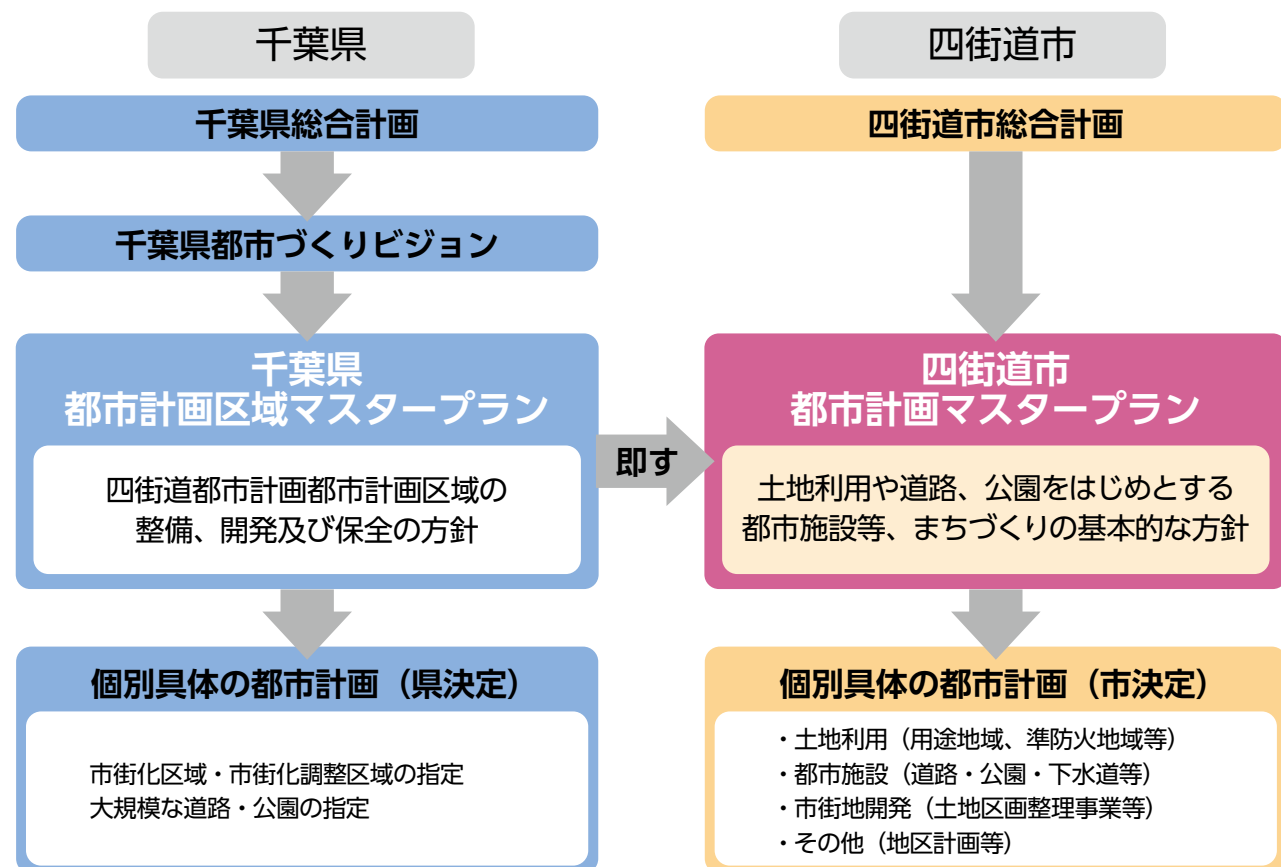 千葉県
千葉県総合計画
千葉県都市づくりビジョン
千葉県
都市計画区域マスタープラン
四街道都市計画都市計画区域の
整備、開発及び保全の方針
個別具体の都市計画（県決定）
市街化区域・市街化調整区域の指定
大規模な道路・公園の指定
即す
四街道市
四街道市総合計画
四街道市
都市計画マスタープラン
土地利用や道路、公園をはじめとする
都市施設等、まちづくりの基本的な方針
個別具体の都市計画（市決定）
・土地利用（用途地域、準防火地域等）
・都市施設（道路・公園・下水道等）
・市街地開発（土地区画整理事業等）
・その他（地区計画等）